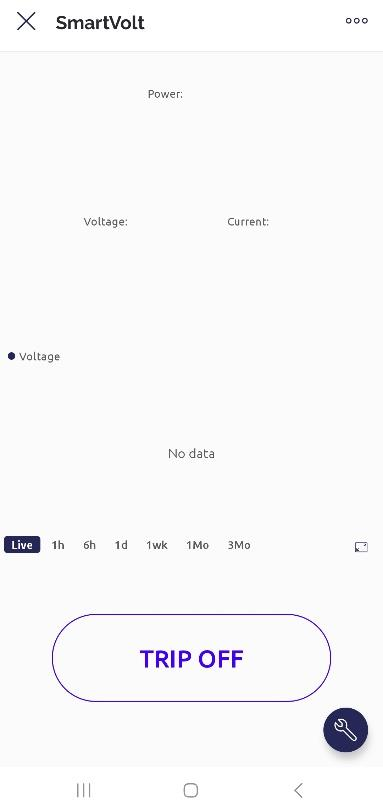 SmartVolt
Power:
Voltage:
Current:
Voltage
No data
Live 1h 6h 1d 1wk 1Mo 3Mo
TRIP OFF